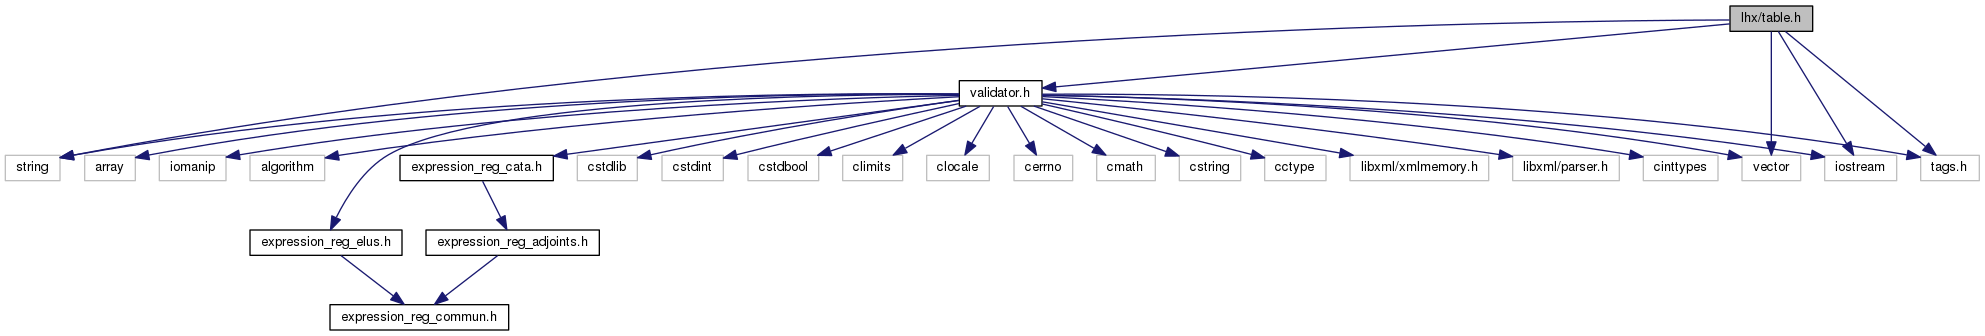 lhx/table.h
validator.h
string
array
iomanip
algorithm
expression_reg_cata.h
cstdlib
cstdint
cstdbool
climits
clocale
cerrno
cmath
cstring
cctype
libxml/xmlmemory.h
libxml/parser.h
cinttypes
vector
iostream
tags.h
expression_reg_elus.h
expression_reg_adjoints.h
expression_reg_commun.h